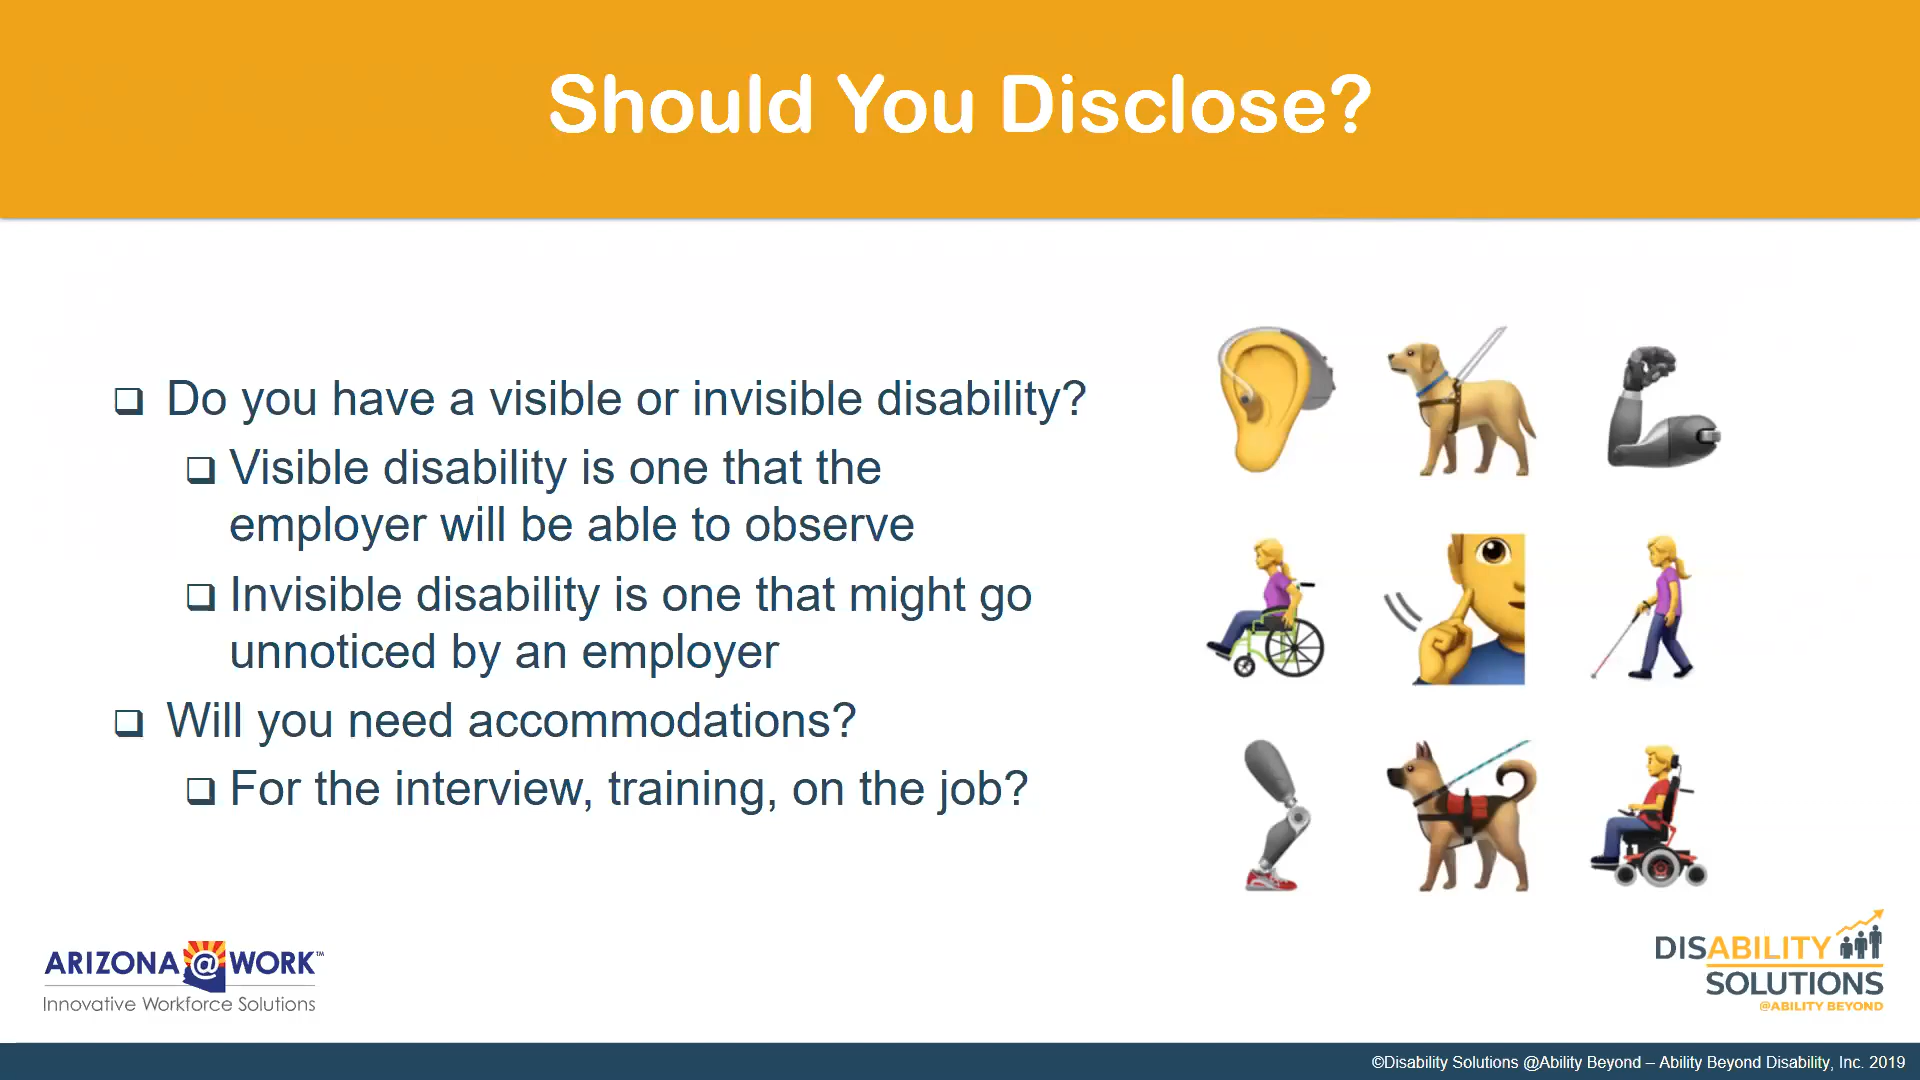 Should You Disclose?
Do you have a visible or invisible disability?
Visible disability is one that the
employer will be able to observe
Invisible disability is one that might go
unnoticed by an employer
Will you need accommodations?
For the interview, training, on the job?
ARIZONA@WORK™
Innovative Workforce Solutions
DISABILITY
SOLUTIONS
@ABILITY BEYOND
©Disability Solutions @Ability Beyond – Ability Beyond Disability, Inc. 2019